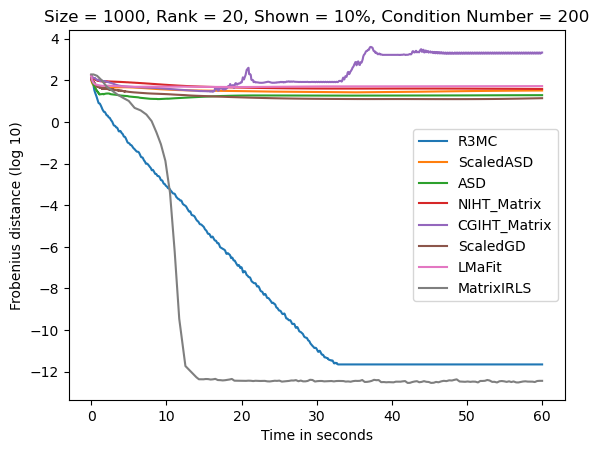 Size = 1000, Rank = 20, Shown = 10%, Condition Number = 200
Frobenius distance (log 10)
4
2
0
−2
−4
−6
−8
−10
−12
R3MC
ScaledASD
ASD
NIHT_Matrix
CGIHT_Matrix
ScaledGD
LMaFit
MatrixIRLS
0
10
20
30
40
50
60
Time in seconds